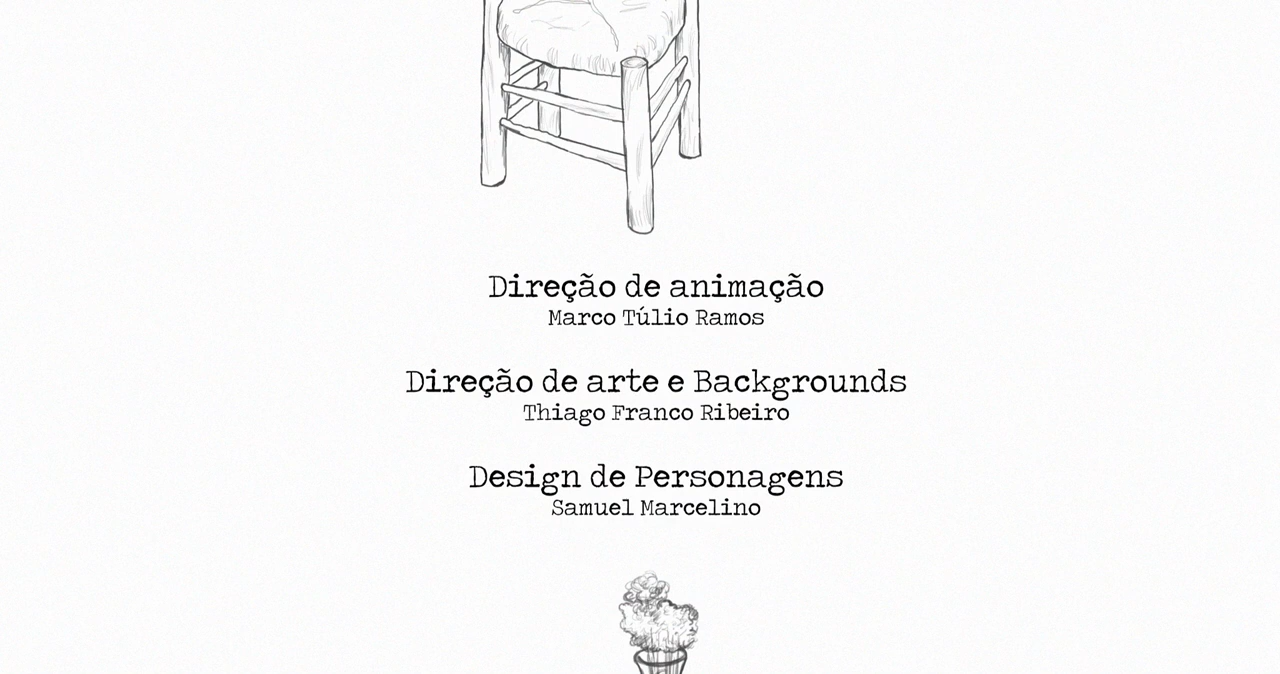 Direção de animação
Marco Túlio Ramos
Direção de arte e Backgrounds
Thiago Franco Ribeiro
Design de Personagens
Samuel Marcelino